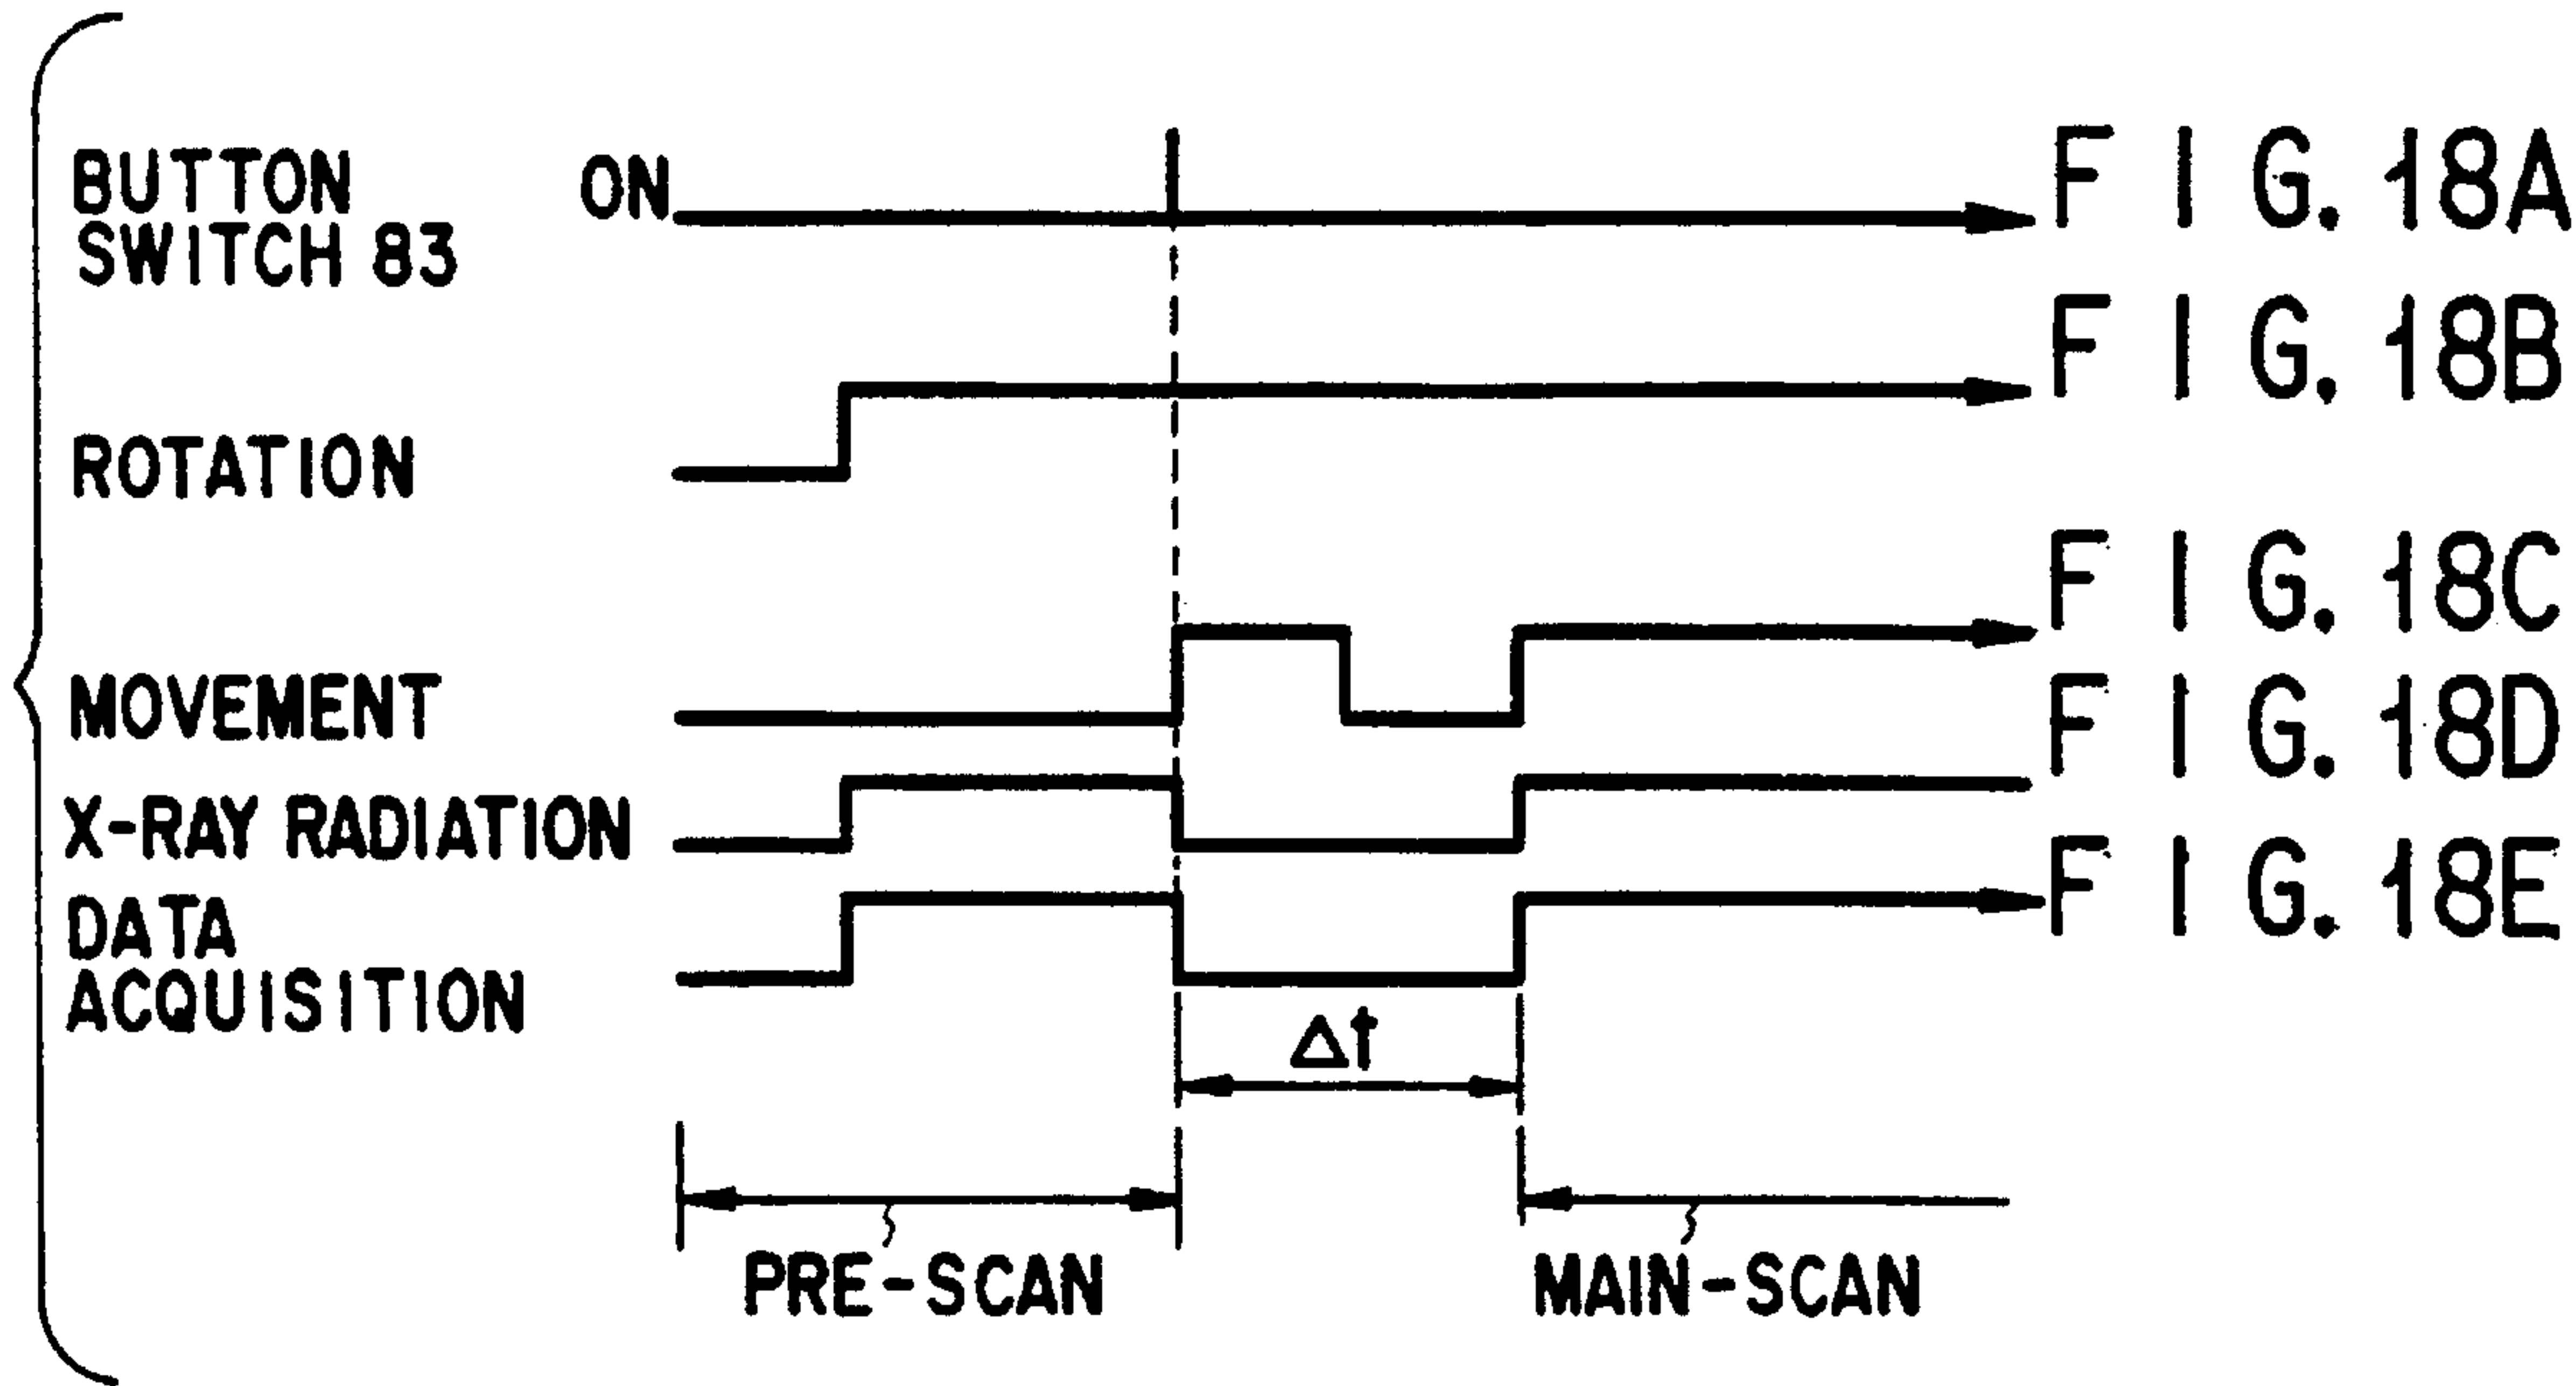 BUTTON
SWITCH 83
ON
FIG. 18A
FIG. 18B
ROTATION
FIG. 18C
MOVEMENT
FIG. 18D
X-RAY RADIATION
FIG. 18E
DATA
ACQUISITION
Δt
PRE-SCAN
MAIN-SCAN